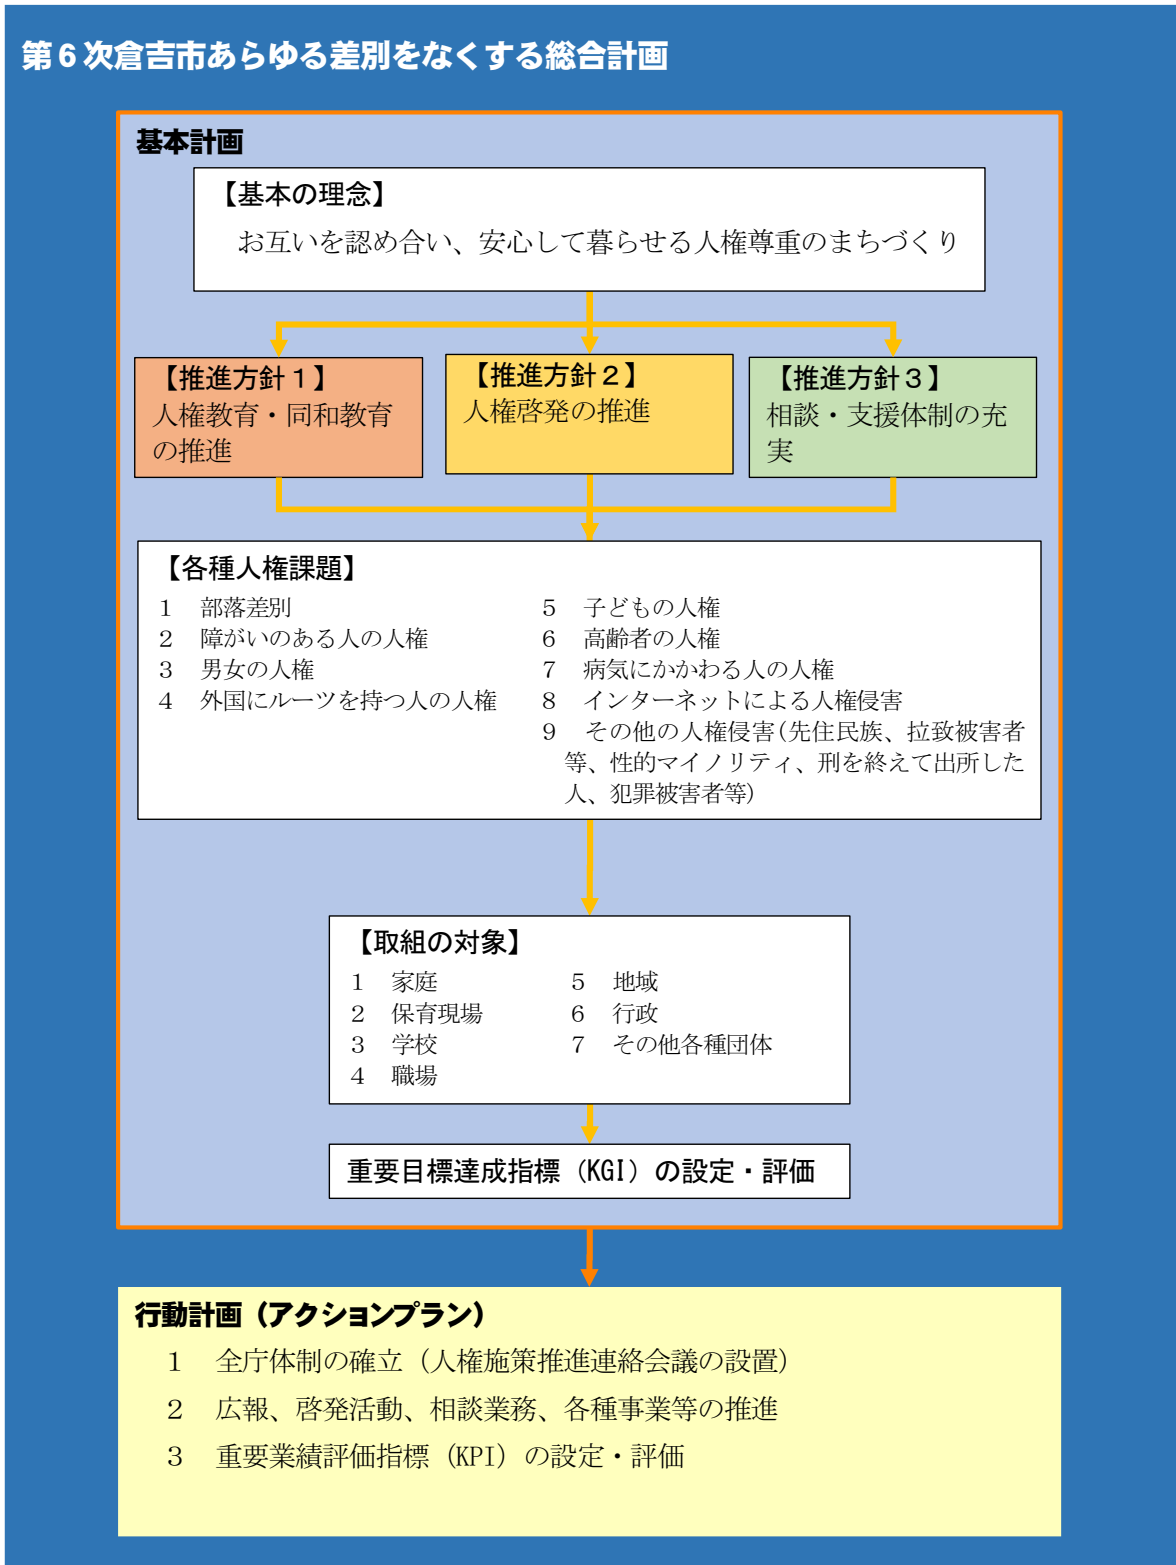 第6次倉吉市あらゆる差別をなくする総合計画
基本計画
【基本の理念】
お互いを認め合い、安心して暮らせる人権尊重のまちづくり
【推進方針１】
人権教育・同和教育
の推進
【推進方針２】
人権啓発の推進
【推進方針３】
相談・支援体制の充
実
【各種人権課題】
１　部落差別
２　障がいのある人の人権
３　男女の人権
４　外国にルーツを持つ人の人権
５　子どもの人権
６　高齢者の人権
７　病気にかかわる人の人権
８　インターネットによる人権侵害
９　その他の人権侵害(先住民族、拉致被害者
等、性的マイノリティ、刑を終えて出所した
人、犯罪被害者等)
【取組の対象】
１　家庭
２　保育現場
３　学校
４　職場
５　地域
６　行政
７　その他各種団体
重要目標達成指標（KGI）の設定・評価
行動計画（アクションプラン）
１　全庁体制の確立（人権施策推進連絡会議の設置）
２　広報、啓発活動、相談業務、各種事業等の推進
３　重要業績評価指標（KPI）の設定・評価